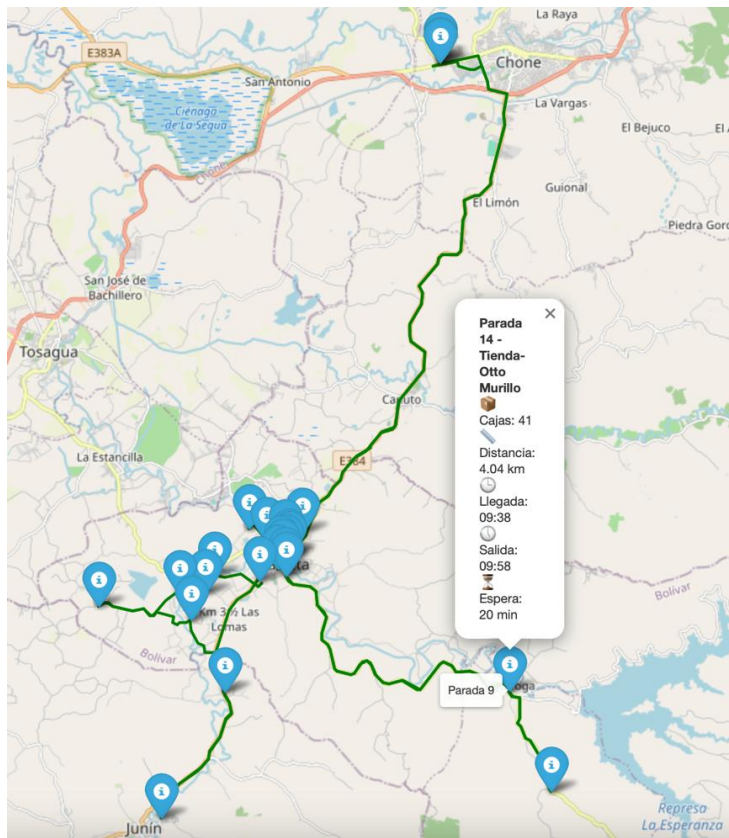 La Raya
E383A
Chone
San Antonio
Ciénaga
de La Segua
La Vargas
El Bejuco
El A
Chone
Guional
El Limón
Piedra Gord
San José de
Bachillero
Tosagua
×
Parada
14 -
Tienda-
Otto
Murillo
Cajas: 41
Distancia:
4.04 km
Llegada:
09:38
Salida:
09:58
Espera:
20 min
Canuto
La Estancilla
E384
Bolívar
Km 3½ Las
Lomas
Bolívar
Parada 9
Junín
Represa
La Esperanza